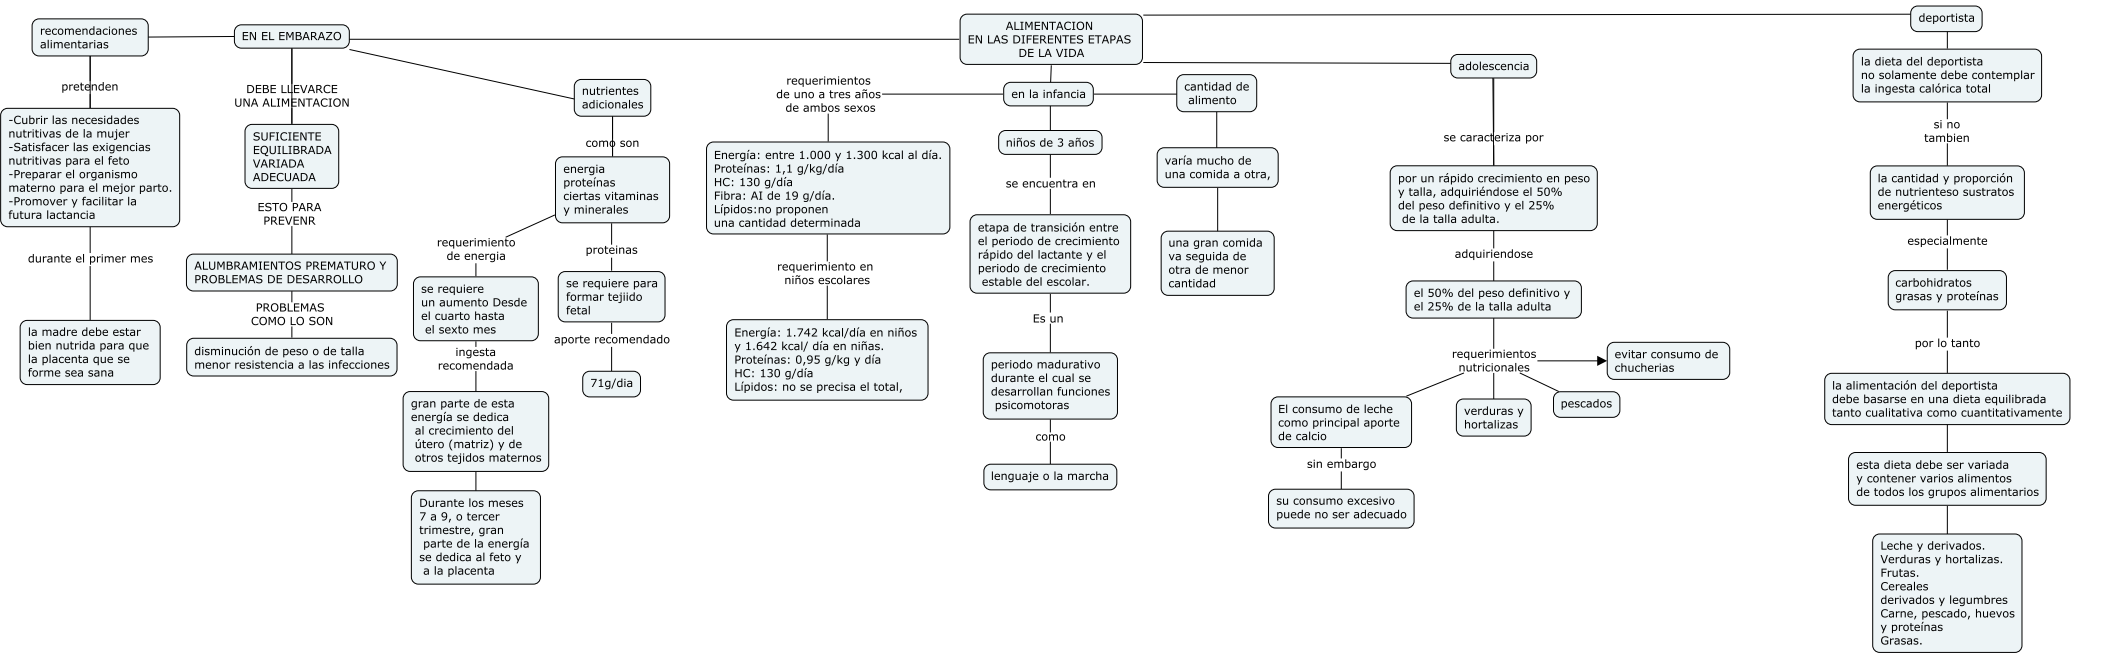 ALIMENTACION
EN LAS DIFERENTES ETAPAS
DE LA VIDA
recomendaciones
alimentarias
EN EL EMBARAZO
pretenden
-Cubrir las necesidades
nutritivas de la mujer
-Satisfacer las exigencias
nutritivas para el feto
-Preparar el organismo
materno para el mejor parto.
-Promover y facilitar la
futura lactancia
durante el primer mes
la madre debe estar
bien nutrida para que
la placenta que se
forme sea sana
DEBE LLEVARCE
UNA ALIMENTACION
SUFICIENTE
EQUILIBRADA
VARIADA
ADECUADA
ESTO PARA
PREVENR
ALUMBRAMIENTOS PREMATURO Y
PROBLEMAS DE DESARROLLO
PROBLEMAS
COMO LO SON
disminución de peso o de talla
menor resistencia a las infecciones
nutrientes
adicionales
como son
energia
proteínas
ciertas vitaminas
y minerales
requerimiento
de energia
se requiere
un aumento Desde
el cuarto hasta
el sexto mes
ingesta
recomendada
gran parte de esta
energía se dedica
al crecimiento del
útero (matriz) y de
otros tejidos maternos
Durante los meses
7 a 9, o tercer
trimestre, gran
parte de la energía
se dedica al feto y
a la placenta
proteinas
se requiere para
formar tejiido
fetal
aporte recomendado
71g/dia
requerimientos
de uno a tres años
de ambos sexos
Energía: entre 1.000 y 1.300 kcal al día.
Proteínas: 1,1 g/kg/día
HC: 130 g/día
Fibra: AI de 19 g/día.
Lípidos:no proponen
una cantidad determinada
requerimiento en
niños escolares
Energía: 1.742 kcal/día en niños
y 1.642 kcal/ día en niñas.
Proteínas: 0,95 g/kg y día
HC: 130 g/día
Lípidos: no se precisa el total,
en la infancia
niños de 3 años
se encuentra en
etapa de transición entre
el periodo de crecimiento
rápido del lactante y el
periodo de crecimiento
estable del escolar.
Es un
periodo madurativo
durante el cual se
desarrollan funciones
psicomotoras
como
lenguaje o la marcha
cantidad de
alimento
varía mucho de
una comida a otra,
una gran comida
va seguida de
otra de menor
cantidad
adolescencia
se caracteriza por
por un rápido crecimiento en peso
y talla, adquiriéndose el 50%
del peso definitivo y el 25%
de la talla adulta.
adquiriendose
el 50% del peso definitivo y
el 25% de la talla adulta
requerimientos
nutricionales
evitar consumo de
chucherias
El consumo de leche
como principal aporte
de calcio
verduras y
hortalizas
pescados
sin embargo
su consumo excesivo
puede no ser adecuado
deportista
la dieta del deportista
no solamente debe contemplar
la ingesta calórica total
si no
tambien
la cantidad y proporción
de nutrienteso sustratos
energéticos
especialmente
carbohidratos
grasas y proteínas
por lo tanto
la alimentación del deportista
debe basarse en una dieta equilibrada
tanto cualitativa como cuantitativamente
esta dieta debe ser variada
y contener varios alimentos
de todos los grupos alimentarios
Leche y derivados.
Verduras y hortalizas.
Frutas.
Cereales
derivados y legumbres
Carne, pescado, huevos
y proteínas
Grasas.